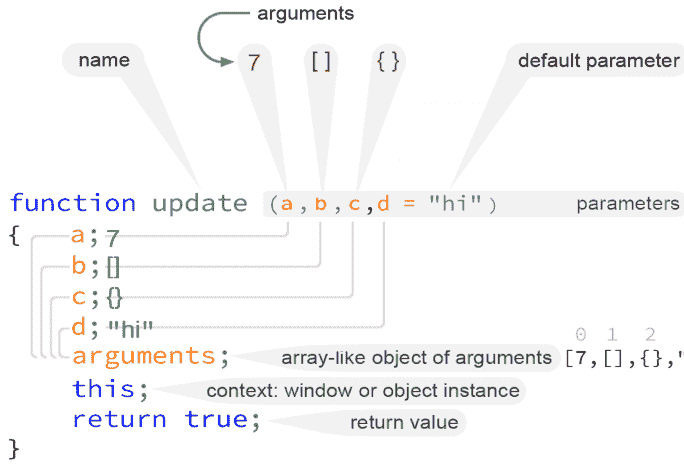 arguments
name 7 [] {} default parameter
function update (a,b,c,d = "hi") parameters
{ a; 7
b; []
c; {}
d; "hi"
0 1 2
arguments; array-like object of arguments [7,[],{},"
this; context: window or object instance
return true; return value
}